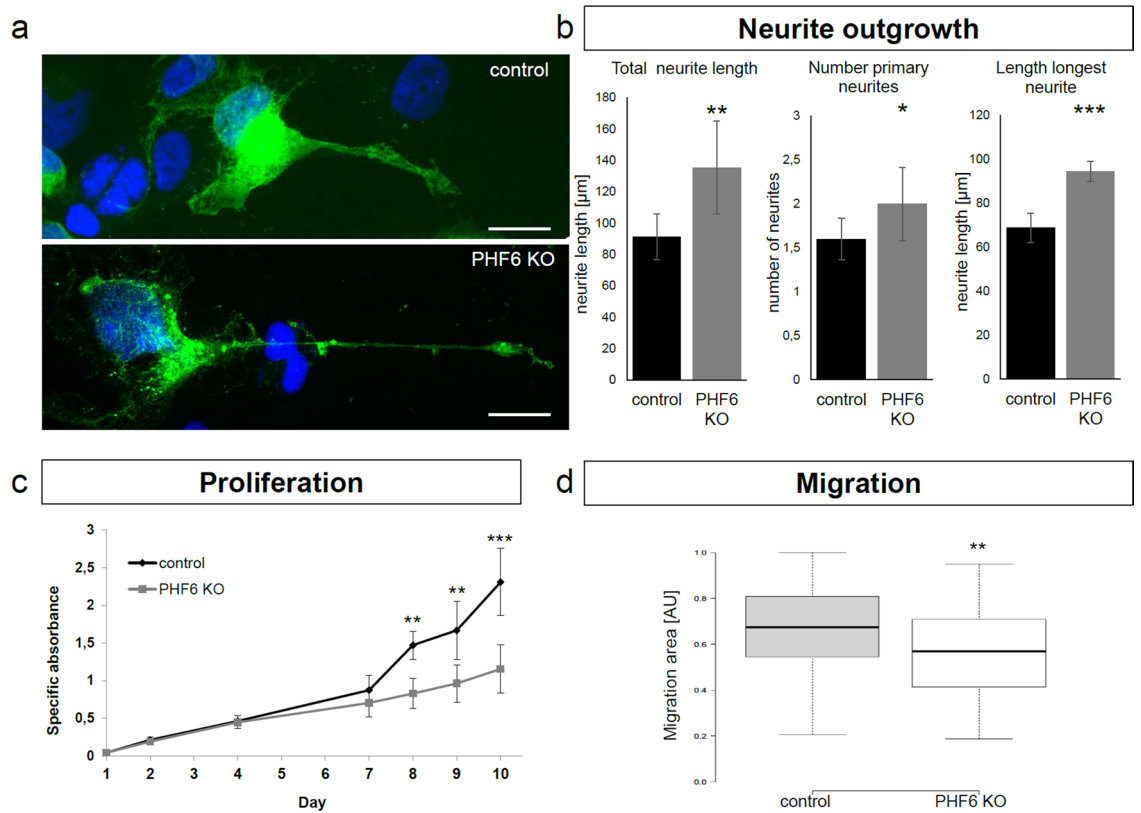 a
control
PHF6 KO
b
Neurite outgrowth
Total neurite length
neurite length [µm]
180
160
140
120
100
80
60
40
20
0
**
control
PHF6
KO
Number primary
neurites
number of neurites
3
2,5
2
1,5
1
0,5
0
*
control
PHF6
KO
Length longest
neurite
neurite length [µm]
120
100
80
60
40
20
0
***
control
PHF6
KO
c
Proliferation
Specific absorbance
3
2,5
2
1,5
1
0,5
0
control
PHF6 KO
**
**
***
1 2 3 4 5 6 7 8 9 10
Day
d
Migration
Migration area [AU]
1.0
0.8
0.6
0.4
0.2
0.0
**
control
PHF6 KO